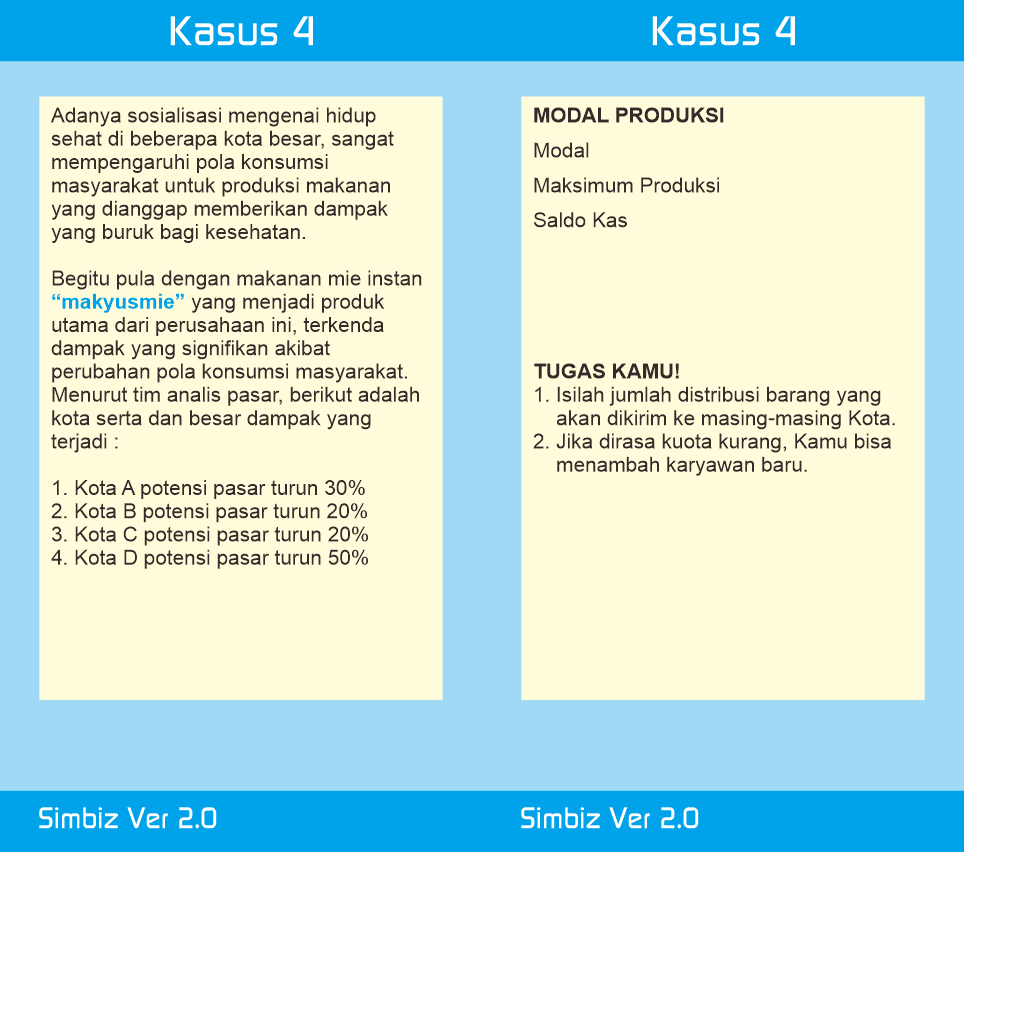 Kasus 4
Adanya sosialisasi mengenai hidup
sehat di beberapa kota besar, sangat
mempengaruhi pola konsumsi
masyarakat untuk produksi makanan
yang dianggap memberikan dampak
yang buruk bagi kesehatan.
Begitu pula dengan makanan mie instan
“makyusmie” yang menjadi produk
utama dari perusahaan ini, terkenda
dampak yang signifikan akibat
perubahan pola konsumsi masyarakat.
Menurut tim analis pasar, berikut adalah
kota serta dan besar dampak yang
terjadi :
1. Kota A potensi pasar turun 30%
2. Kota B potensi pasar turun 20%
3. Kota C potensi pasar turun 20%
4. Kota D potensi pasar turun 50%
Simbiz Ver 2.0
Kasus 4
MODAL PRODUKSI
Modal
Maksimum Produksi
Saldo Kas
TUGAS KAMU!
1. Isilah jumlah distribusi barang yang
akan dikirim ke masing-masing Kota.
2. Jika dirasa kuota kurang, Kamu bisa
menambah karyawan baru.
Simbiz Ver 2.0